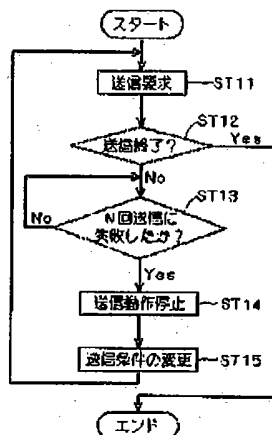 スタート
送信要求
ST11
ST12
送信終了?
Yes
No
ST13
N回送信に
失敗したか?
No
Yes
送信動作停止
ST14
送信条件の変更
ST15
エンド